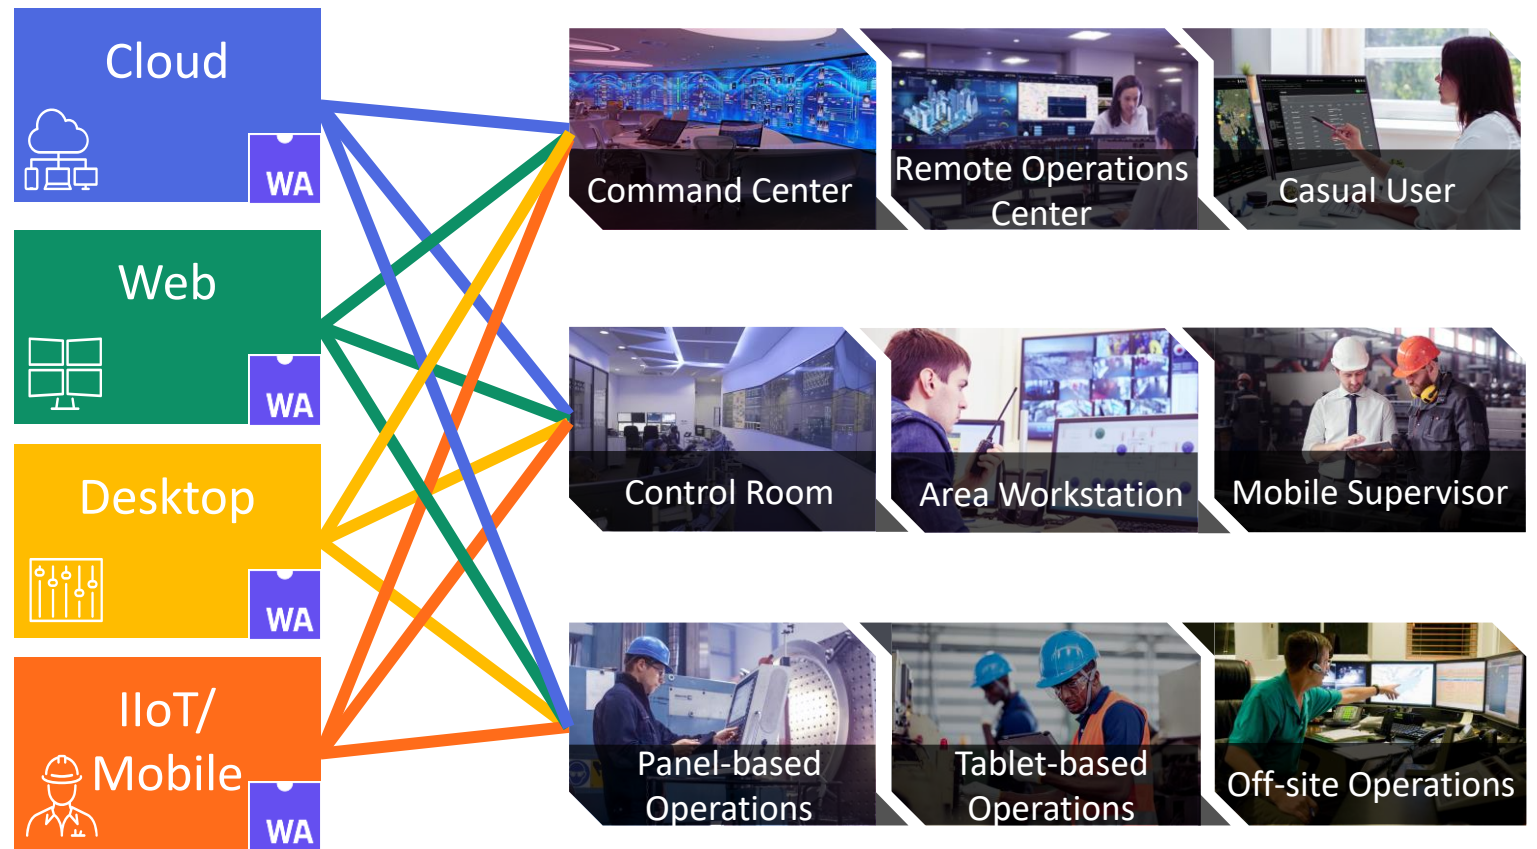 Cloud
WA
Web
WA
Desktop
WA
IIoT/
Mobile
WA
Command Center
Remote Operations
Center
Casual User
Control Room
Area Workstation
Mobile Supervisor
Panel-based
Operations
Tablet-based
Operations
Off-site Operations